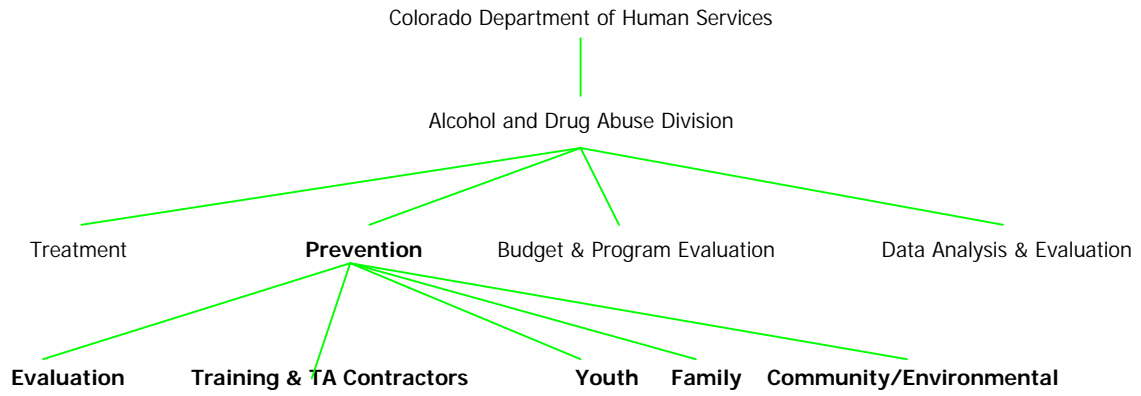 Colorado Department of Human Services
Alcohol and Drug Abuse Division
Treatment Prevention Budget & Program Evaluation Data Analysis & Evaluation
Evaluation Training & TA Contractors Youth Family Community/Environmental